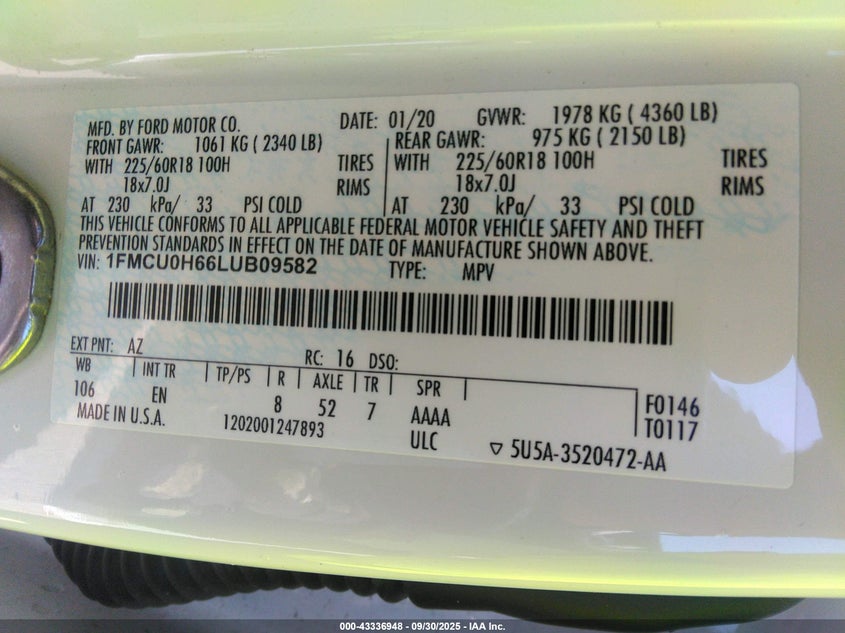 MFD. BY FORD MOTOR CO. DATE: 01/20 GVWR: 1978 KG ( 4360 LB)
FRONT GAWR: 1061 KG ( 2340 LB) REAR GAWR: 975 KG ( 2150 LB)
WITH 225/60R18 100H TIRES WITH 225/60R18 100H TIRES
18x7.0J RIMS 18x7.0J RIMS
AT 230 kPa/ 33 PSI COLD AT 230 kPa/ 33 PSI COLD
THIS VEHICLE CONFORMS TO ALL APPLICABLE FEDERAL MOTOR VEHICLE SAFETY AND THEFT
PREVENTION STANDARDS IN EFFECT ON THE DATE OF MANUFACTURE SHOWN ABOVE.
VIN: 1FMCU0H66LUB09582 TYPE: MPV
EXT PNT: AZ RC: 16 DSO:
WB INT TR TP/PS R AXLE TR SPR
106 EN 8 52 7 AAAA F0146
MADE IN U.S.A. 1202001247893 ULC T0117
5U5A-3520472-AA
000-43336948 - 09/30/2025 - IAA Inc.